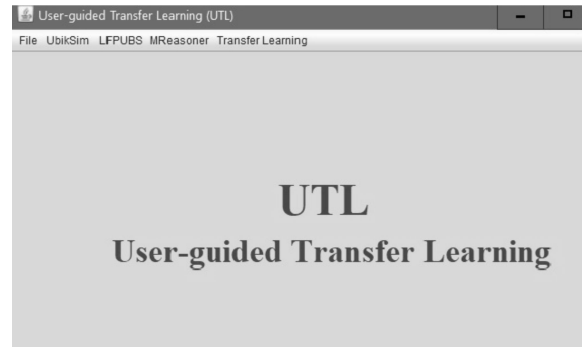 User-guided Transfer Learning (UTL)
File UbikSim LFPUBS MReasoner Transfer Learning
UTL
User-guided Transfer Learning